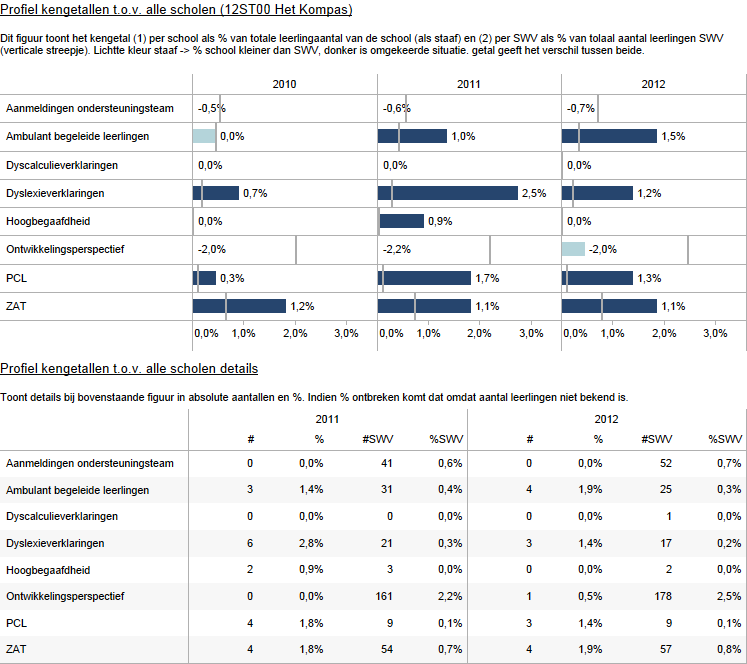 Profiel kengetallen t.o.v. alle scholen (12ST00 Het Kompas)
Dit figuur toont het kengetal (1) per school als % van totale leerlingaantal van de school (als staaf) en (2) per SWV als % van tolaal aantal leerlingen SWV
(verticale streepje). Lichtte kleur staaf -> % school kleiner dan SWV, donker is omgekeerde situatie. getal geeft het verschil tussen beide.
2010 2011 2012
Aanmeldingen ondersteuningsteam -0,5% -0,6% -0,7%
Ambulant begeleide leerlingen 0,0% 1,0% 1,5%
Dyscalculieverklaringen 0,0% 0,0% 0,0%
Dyslexieverklaringen 0,7% 2,5% 1,2%
Hoogbegaafdheid 0,0% 0,9% 0,0%
Ontwikkelingsperspectief -2,0% -2,2% -2,0%
PCL 0,3% 1,7% 1,3%
ZAT 1,2% 1,1% 1,1%
0,0% 1,0% 2,0% 3,0% 0,0% 1,0% 2,0% 3,0% 0,0% 1,0% 2,0% 3,0%
Profiel kengetallen t.o.v. alle scholen details
Toont details bij bovenstaande figuur in absolute aantallen en %. Indien % ontbreken komt dat omdat aantal leerlingen niet bekend is.
2011 2012
# % #SWV %SWV # % #SWV %SWV
Aanmeldingen ondersteuningsteam 0 0,0% 41 0,6% 0 0,0% 52 0,7%
Ambulant begeleide leerlingen 3 1,4% 31 0,4% 4 1,9% 25 0,3%
Dyscalculieverklaringen 0 0,0% 0 0,0% 0 0,0% 1 0,0%
Dyslexieverklaringen 6 2,8% 21 0,3% 3 1,4% 17 0,2%
Hoogbegaafdheid 2 0,9% 3 0,0% 0 0,0% 2 0,0%
Ontwikkelingsperspectief 0 0,0% 161 2,2% 1 0,5% 178 2,5%
PCL 4 1,8% 9 0,1% 3 1,4% 9 0,1%
ZAT 4 1,8% 54 0,7% 4 1,9% 57 0,8%